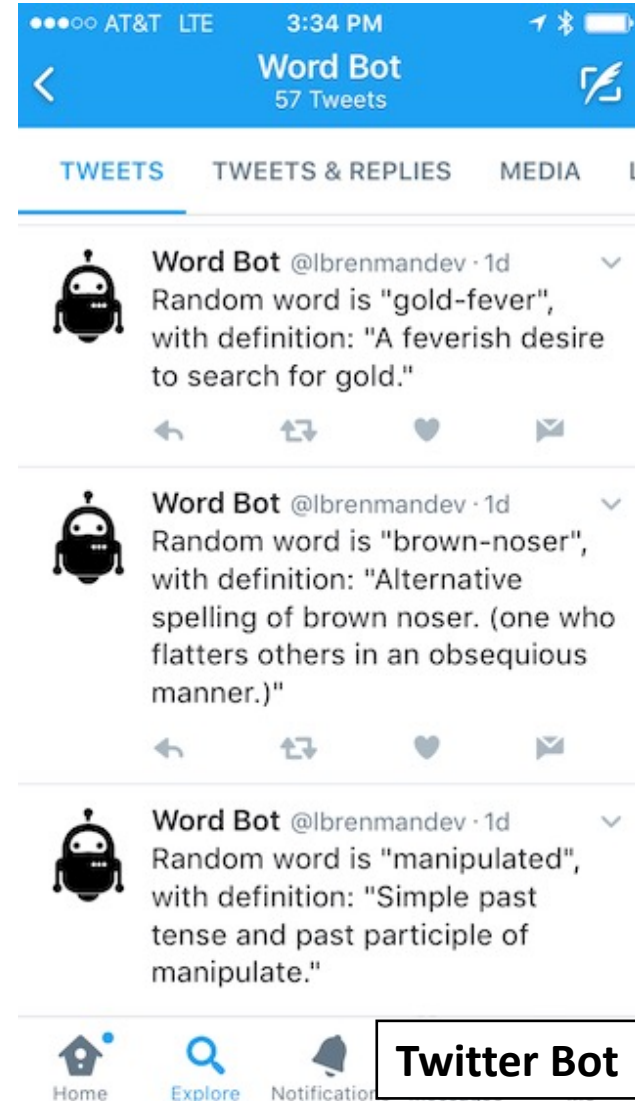 AT&T LTE 3:34 PM
Word Bot
57 Tweets
TWEETS TWEETS & REPLIES MEDIA L
Word Bot @lbrenmandev · 1d
Random word is "gold-fever",
with definition: "A feverish desire
to search for gold."
Word Bot @lbrenmandev · 1d
Random word is "brown-noser",
with definition: "Alternative
spelling of brown noser. (one who
flatters others in an obsequious
manner.)"
Word Bot @lbrenmandev · 1d
Random word is "manipulated",
with definition: "Simple past
tense and past participle of
manipulate."
Home Explore Notification
Twitter Bot